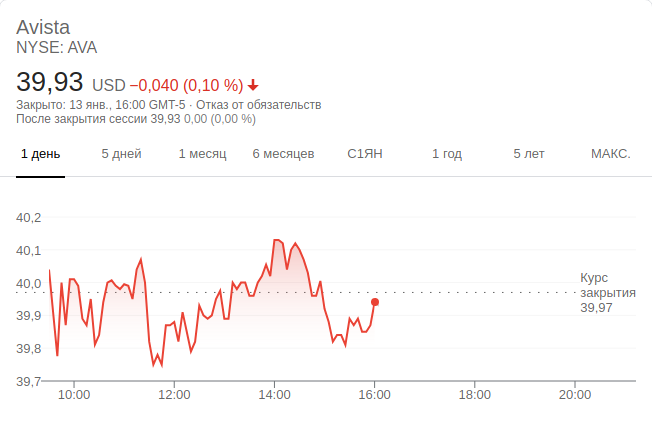 Avista
NYSE: AVA
39,93 USD −0,040 (0,10 %)
Закрыто: 13 янв., 16:00 GMT-5 · Отказ от обязательств
После закрытия сессии 39,93 0,00 (0,00 %)
1 день 5 дней 1 месяц 6 месяцев С1ЯН 1 год 5 лет МАКС.
40,2
40,1
40,0
39,9
39,8
39,7
Курс
закрытия
39,97
10:00 12:00 14:00 16:00 18:00 20:00